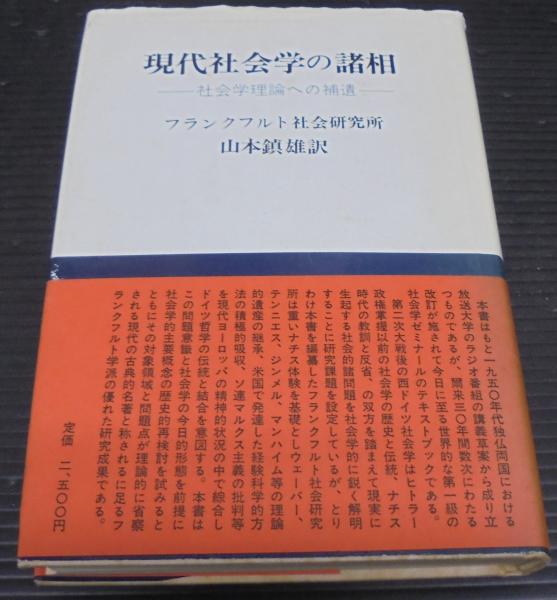 現代社会学の諸相
社会学理論への補遺
フランクフルト社会研究所
山本鎮雄訳
本書はもと一九五〇年代独仏両国における
放送大学のラジオ番組の講義草案から成り立
つものであるが、爾来三〇年間数次にわたる
改訂が施されて今日に至る世界的な第一級の
社会学ゼミナールのテキストブックである。
第二次大戦後の西ドイツ社会学はヒトラー
政権掌握以前の社会学の歴史と伝統、ナチス
時代の教訓と反省、の双方を踏まえて現実に
生起する社会的諸問題を社会学的に鋭く解明
することに研究課題を設定しているが、とり
わけ本書を編纂したフランクフルト社会研究
所は重いナチス体験を基礎としウェーバー、
テンニエス、ジンメル、マンハイム等の理論
的遺産の継承、米国で発達した経験科学的方
法の積極的吸収、ソ連マルクス主義の批判等
を現代ヨーロッパの精神的状況の中で綜合し
ドイツ哲学の伝統と結合を意図する。本書は
この問題意識と社会学の今日的形態を前提に
社会学的主要概念の歴史的再検討を試みると
ともにその対象領域と問題点が理論的に省察
される現代の古典的名著と称されるに足るフ
ランクフルト学派の優れた研究成果である。
定価 二、五〇〇円